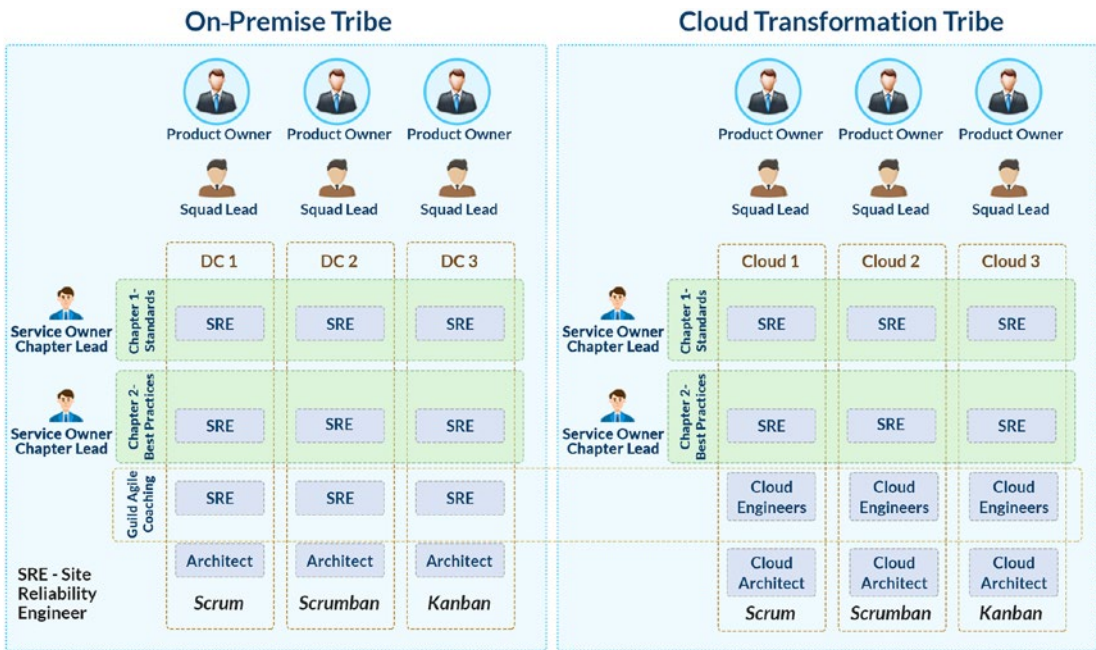 On-Premise Tribe
Cloud Transformation Tribe
Product Owner
Product Owner
Product Owner
Product Owner
Product Owner
Product Owner
Squad Lead
Squad Lead
Squad Lead
Squad Lead
Squad Lead
Squad Lead
DC 1
DC 2
DC 3
Cloud 1
Cloud 2
Cloud 3
Service Owner
Chapter Lead
Chapter 1-
Standards
SRE
SRE
SRE
Service Owner
Chapter Lead
Chapter 1-
Standards
SRE
SRE
SRE
Service Owner
Chapter Lead
Chapter 2-
Best Practices
SRE
SRE
SRE
Service Owner
Chapter Lead
Chapter 2-
Best Practices
SRE
SRE
SRE
Guild Agile
Coaching
SRE
SRE
SRE
Cloud
Engineers
Cloud
Engineers
Cloud
Engineers
Architect
Architect
Architect
Cloud
Architect
Cloud
Architect
Cloud
Architect
SRE - Site
Reliability
Engineer
Scrum
Scrumban
Kanban
Scrum
Scrumban
Kanban